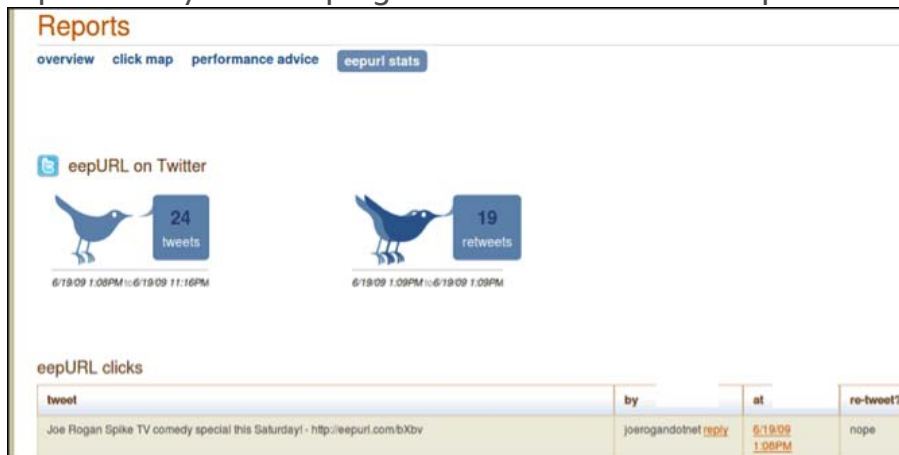 Reports
overview click map performance advice eepurl stats
eepURL on Twitter
24 tweets
19 retweets
6/19/09 1:08PM to 6/19/09 11:16PM
6/19/09 1:09PM to 6/19/09 1:09PM
eepURL clicks
tweet by at re-tweet?
Joe Rogan Spike TV comedy special this Saturday! - http://eepurl.com/bXbv joerogandotnet reply 6/19/09 1:08PM nope